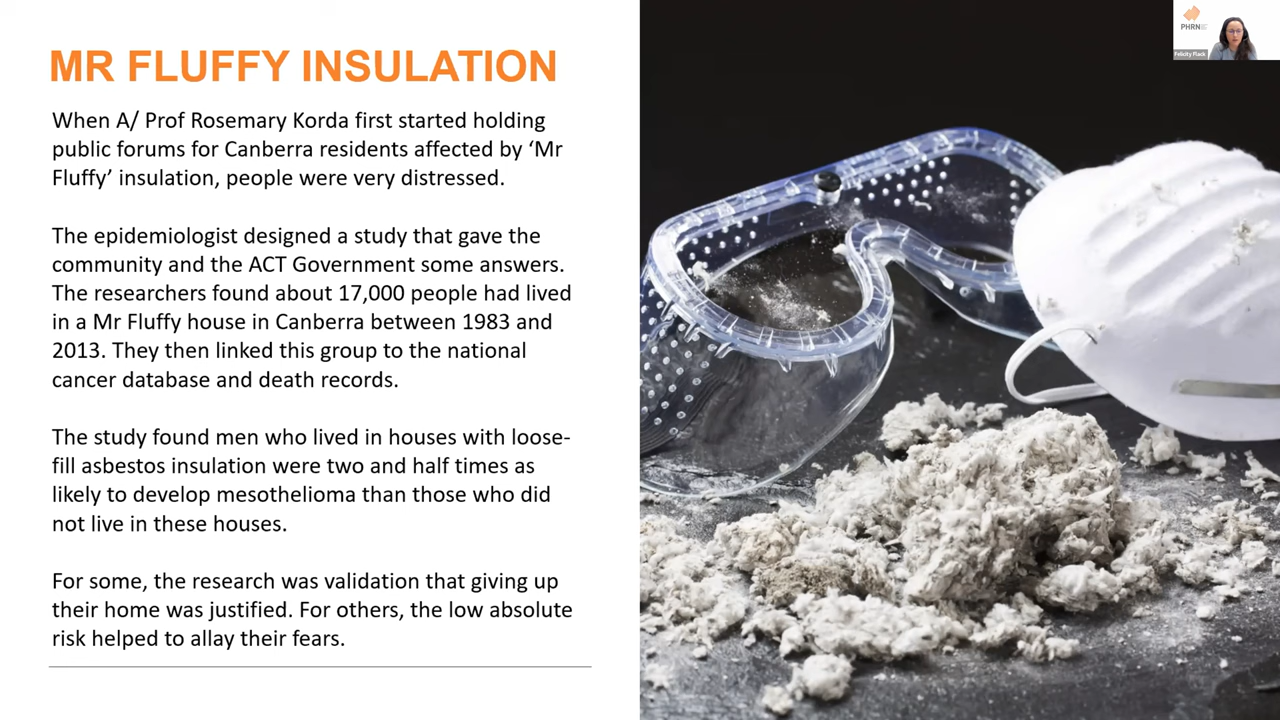 MR FLUFFY INSULATION
When A/ Prof Rosemary Korda first started holding
public forums for Canberra residents affected by ‘Mr
Fluffy’ insulation, people were very distressed.
The epidemiologist designed a study that gave the
community and the ACT Government some answers.
The researchers found about 17,000 people had lived
in a Mr Fluffy house in Canberra between 1983 and
2013. They then linked this group to the national
cancer database and death records.
The study found men who lived in houses with loose-
fill asbestos insulation were two and half times as
likely to develop mesothelioma than those who did
not live in these houses.
For some, the research was validation that giving up
their home was justified. For others, the low absolute
risk helped to allay their fears.
PHRN
Felicity Flack